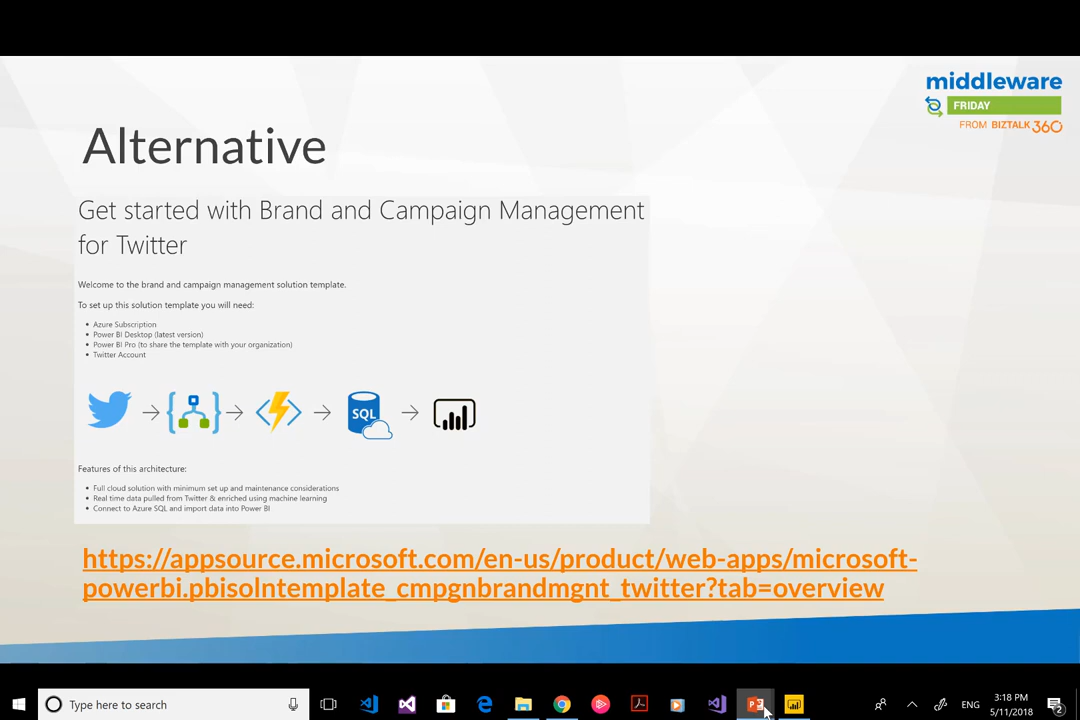 middleware
FRIDAY
FROM BIZTALK 360
Alternative
Get started with Brand and Campaign Management
for Twitter
Welcome to the brand and campaign management solution template.
To set up this solution template you will need:
Azure Subscription
Power BI Desktop (latest version)
Power BI Pro (to share the template with your organization)
Twitter Account
SQL
Features of this architecture:
Full cloud solution with minimum set up and maintenance considerations
Real time data pulled from Twitter & enriched using machine learning
Connect to Azure SQL and import data into Power BI
https://appsource.microsoft.com/en-us/product/web-apps/microsoft-
powerbi.pbisolntemplate_cmpgnbrandmgnt_twitter?tab=overview
Type here to search
ENG
3:18 PM
5/11/2018
2